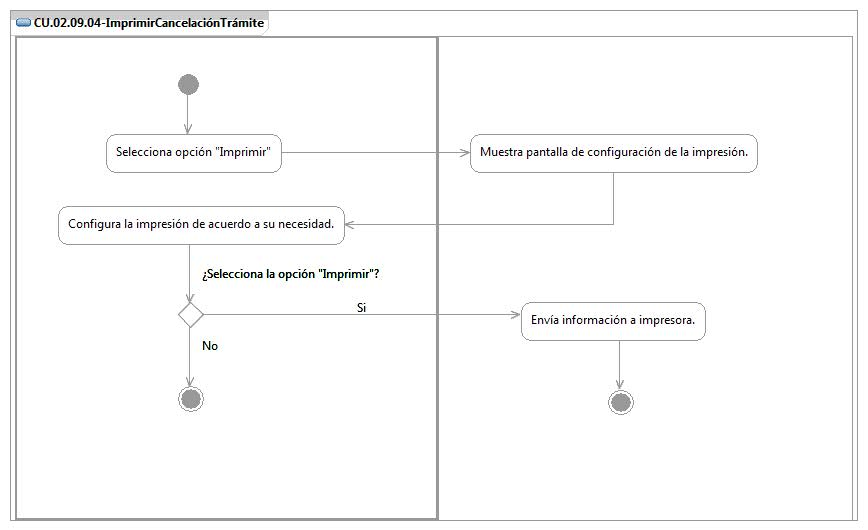 CU.02.09.04-ImprimirCancelaciónTrámite
Selecciona opción "Imprimir"
Muestra pantalla de configuración de la impresión.
Configura la impresión de acuerdo a su necesidad.
¿Selecciona la opción "Imprimir"?
Si
Envía información a impresora.
No